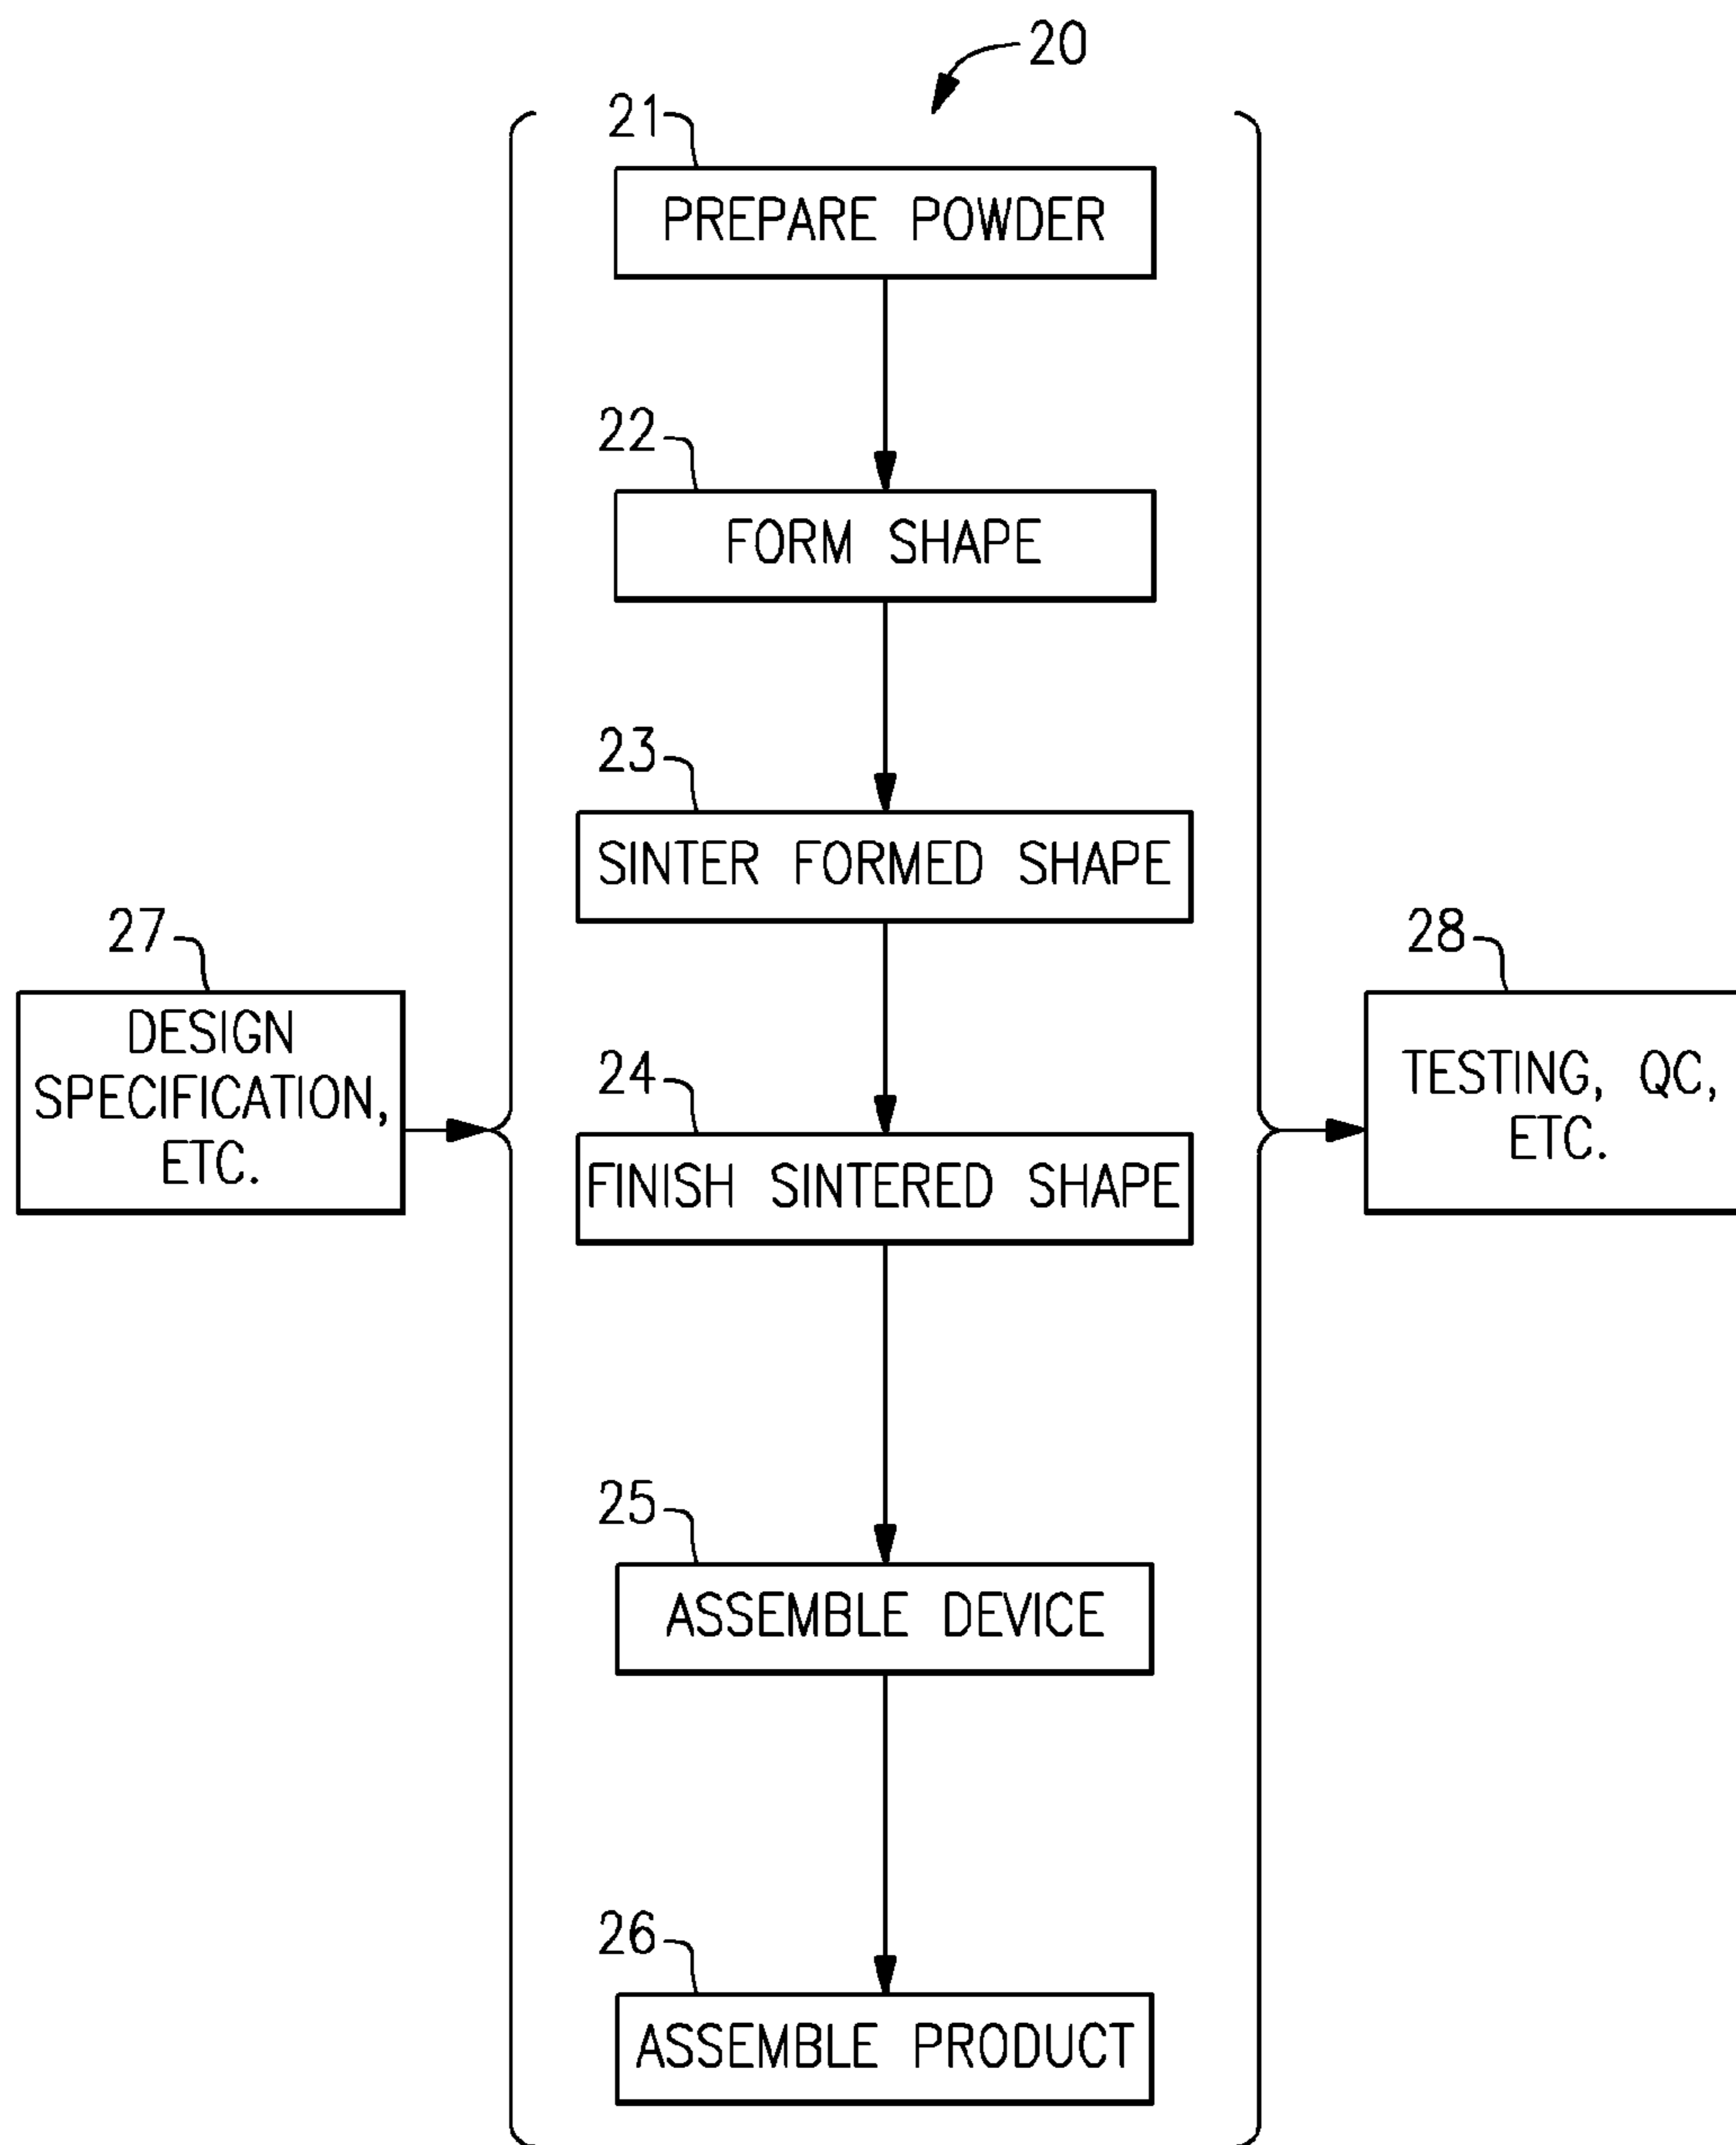 20
21
PREPARE POWDER
22
FORM SHAPE
23
SINTER FORMED SHAPE
27
DESIGN
SPECIFICATION,
ETC.
24
FINISH SINTERED SHAPE
28
TESTING, QC,
ETC.
25
ASSEMBLE DEVICE
26
ASSEMBLE PRODUCT